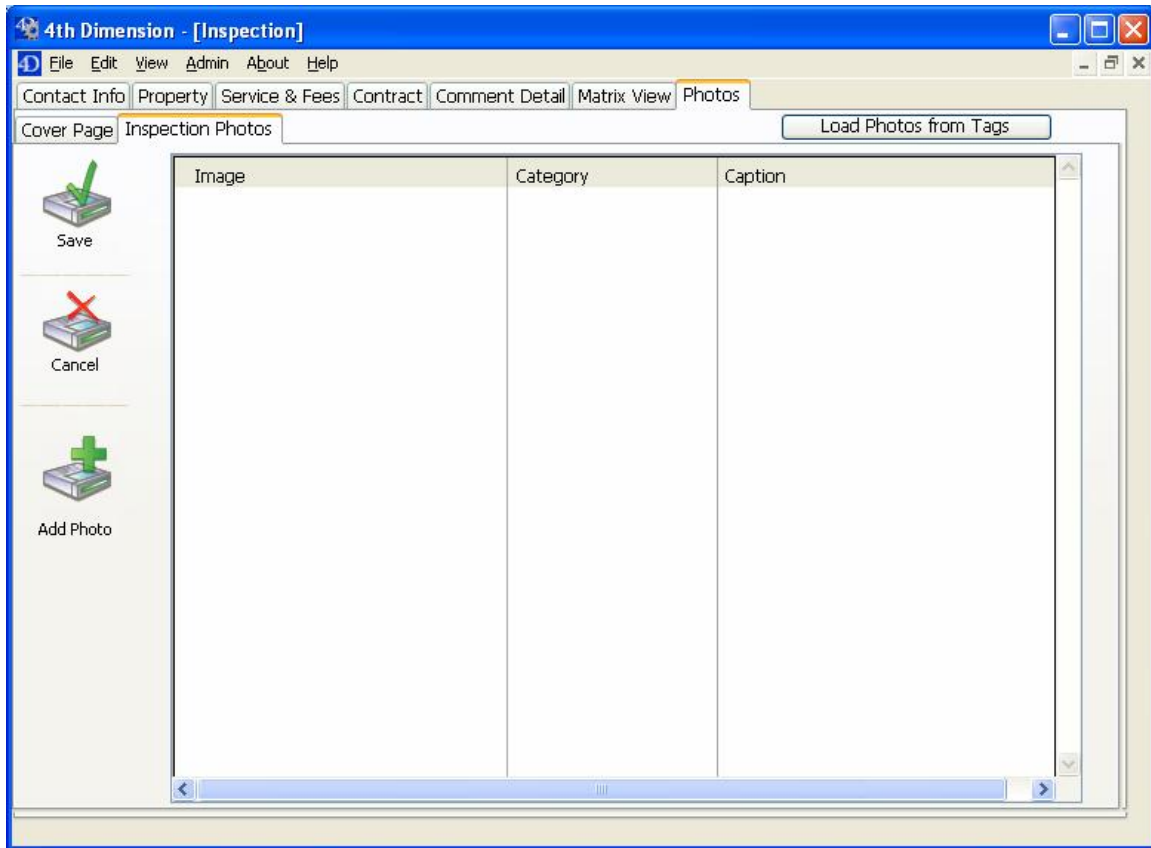 4th Dimension - [Inspection]
File Edit View Admin About Help
Contact Info Property Service & Fees Contract Comment Detail Matrix View Photos
Cover Page Inspection Photos Load Photos from Tags
Image Category Caption
Save
Cancel
Add Photo